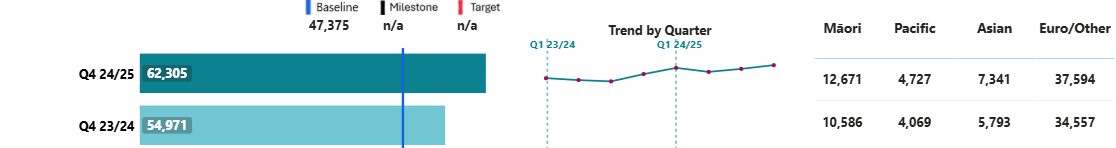 Baseline Milestone Target
47,375 n/a n/a
Trend by Quarter
Q1 23/24 Q1 24/25
Māori Pacific Asian Euro/Other
Q4 24/25 62,305
12,671 4,727 7,341 37,594
Q4 23/24 54,971
10,586 4,069 5,793 34,557